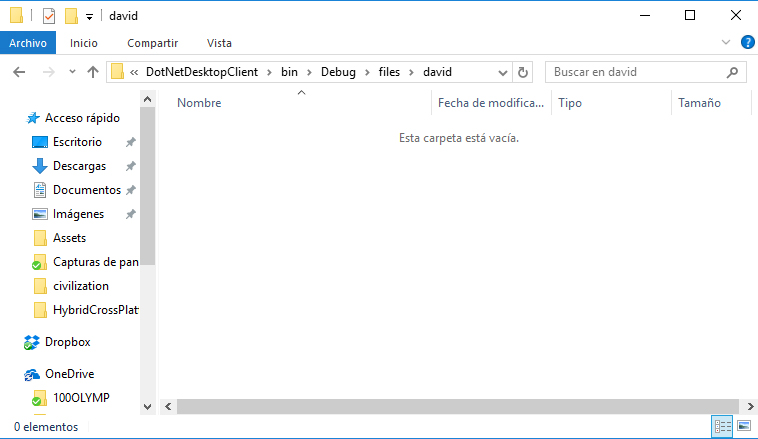 david
Archivo Inicio Compartir Vista
« DotNetDesktopClient › bin › Debug › files › david Buscar en david
Nombre Fecha de modifica... Tipo Tamaño
Esta carpeta está vacía.
Acceso rápido
Escritorio
Descargas
Documentos
Imágenes
Assets
Capturas de pan
civilization
HybridCrossPlat
Dropbox
OneDrive
100OLYMP
0 elementos